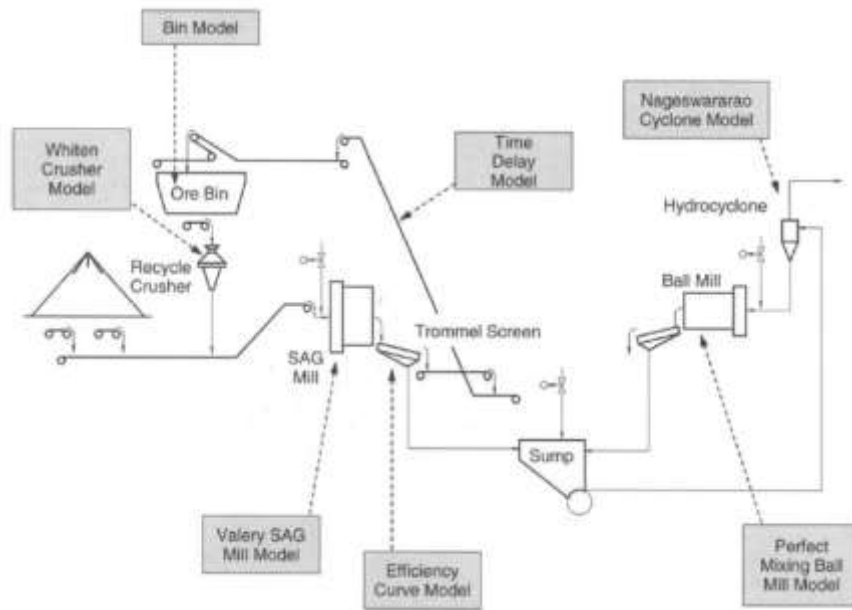 Bin Model
Nageswararao
Cyclone Model
Whiten
Crusher
Model
Time
Delay
Model
Ore Bin
Hydrocyclone
Recycle
Crusher
Ball Mill
Trommel Screen
SAG
Mill
Sump
Valery SAG
Mill Model
Efficiency
Curve Model
Perfect
Mixing Ball
Mill Model